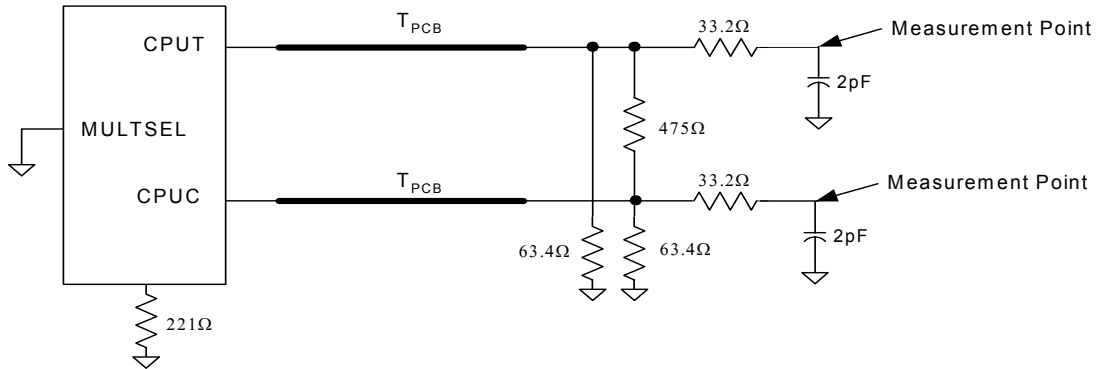 T PCB
33.2Ω
Measurement Point
CPUT
2pF
MULTSEL
475Ω
T PCB
33.2Ω
Measurement Point
CPUC
2pF
63.4Ω
63.4Ω
221Ω